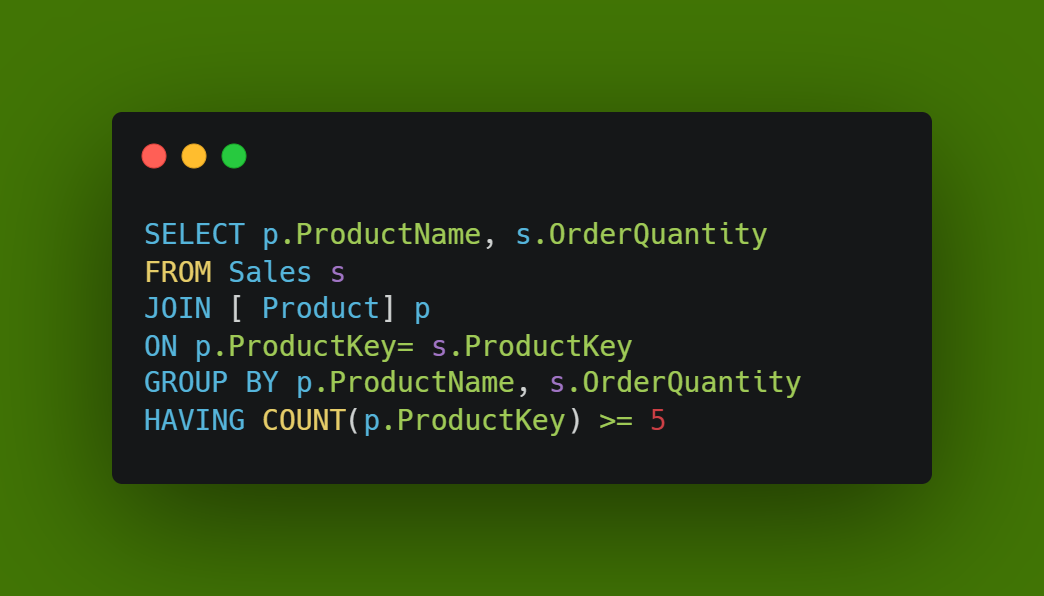 SELECT p.ProductName, s.OrderQuantity
FROM Sales s
JOIN [ Product] p
ON p.ProductKey= s.ProductKey
GROUP BY p.ProductName, s.OrderQuantity
HAVING COUNT(p.ProductKey) >= 5